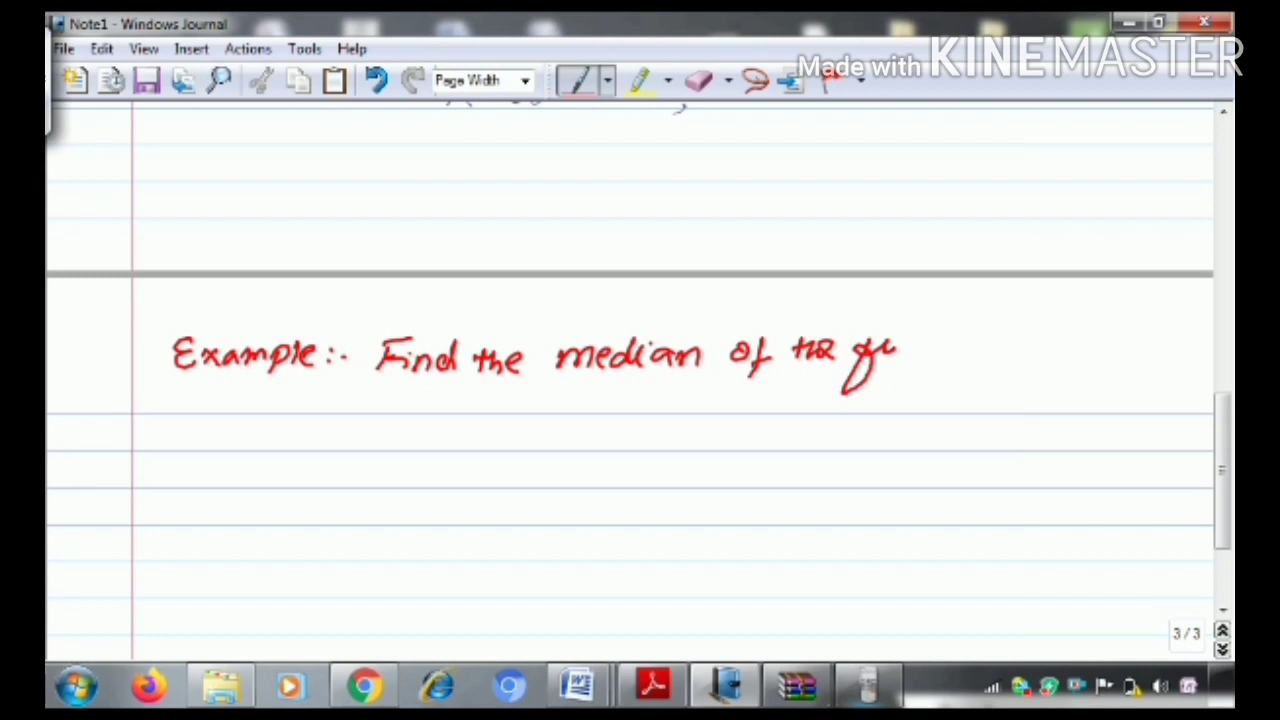 Note1 - Windows Journal
File Edit View Insert Actions Tools Help
Made with KINEMASTER
Page Width
Example:- Find the median of the
3/3